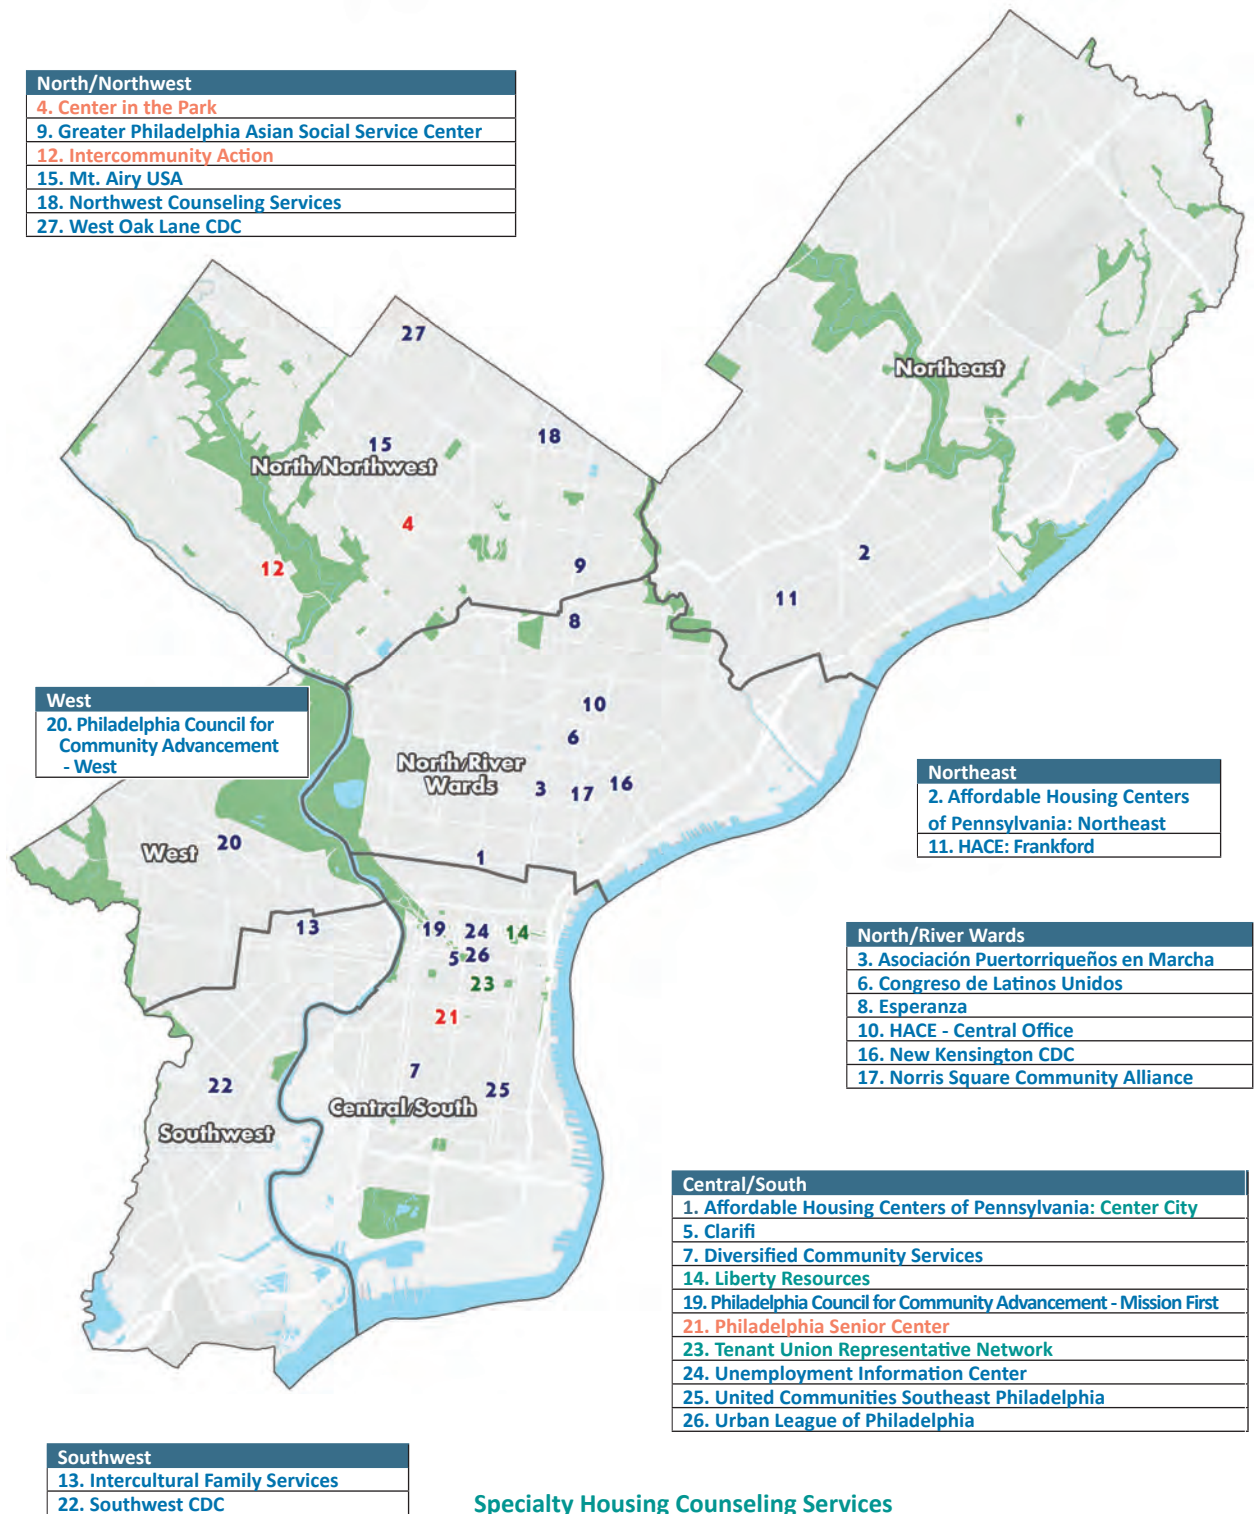 North/Northwest
4. Center in the Park
9. Greater Philadelphia Asian Social Service Center
12. Intercommunity Action
15. Mt. Airy USA
18. Northwest Counseling Services
27. West Oak Lane CDC
27
Northeast
15
18
North/Northwest
4
12
9
2
11
8
West
20. Philadelphia Council for
Community Advancement
- West
10
6
North/River
Wards
3
17
16
Northeast
2. Affordable Housing Centers
of Pennsylvania: Northeast
11. HACE: Frankford
West
20
1
13
19
24
14
5
26
23
21
North/River Wards
3. Asociación Puertorriqueños en Marcha
6. Congreso de Latinos Unidos
8. Esperanza
10. HACE - Central Office
16. New Kensington CDC
17. Norris Square Community Alliance
7
22
25
Central/South
Southwest
Central/South
1. Affordable Housing Centers of Pennsylvania: Center City
5. Clarifi
7. Diversified Community Services
14. Liberty Resources
19. Philadelphia Council for Community Advancement - Mission First
21. Philadelphia Senior Center
23. Tenant Union Representative Network
24. Unemployment Information Center
25. United Communities Southeast Philadelphia
26. Urban League of Philadelphia
Southwest
13. Intercultural Family Services
22. Southwest CDC
Specialty Housing Counseling Services